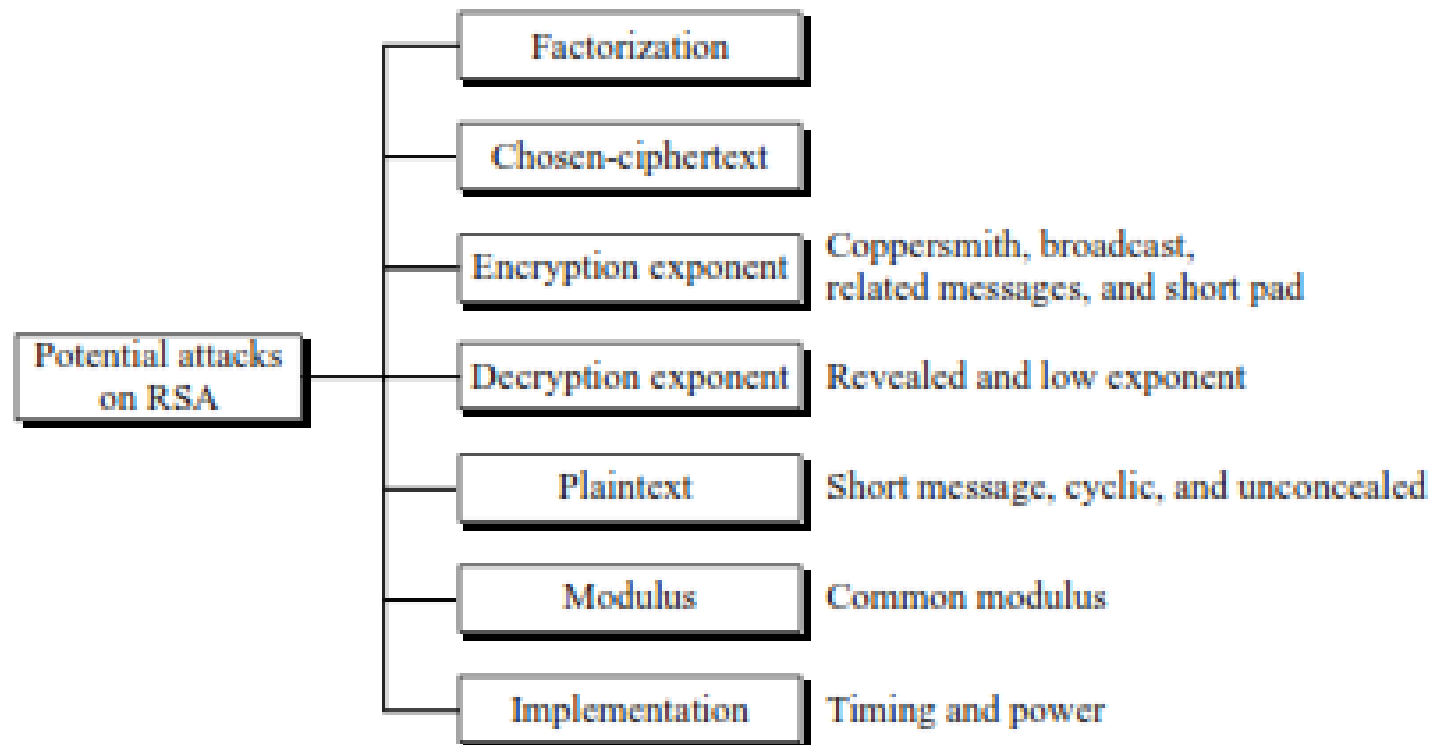 Factorization
Chosen-ciphertext
Encryption exponent
Coppersmith, broadcast,
related messages, and short pad
Potential attacks
on RSA
Decryption exponent
Revealed and low exponent
Plaintext
Short message, cyclic, and unconcealed
Modulus
Common modulus
Implementation
Timing and power